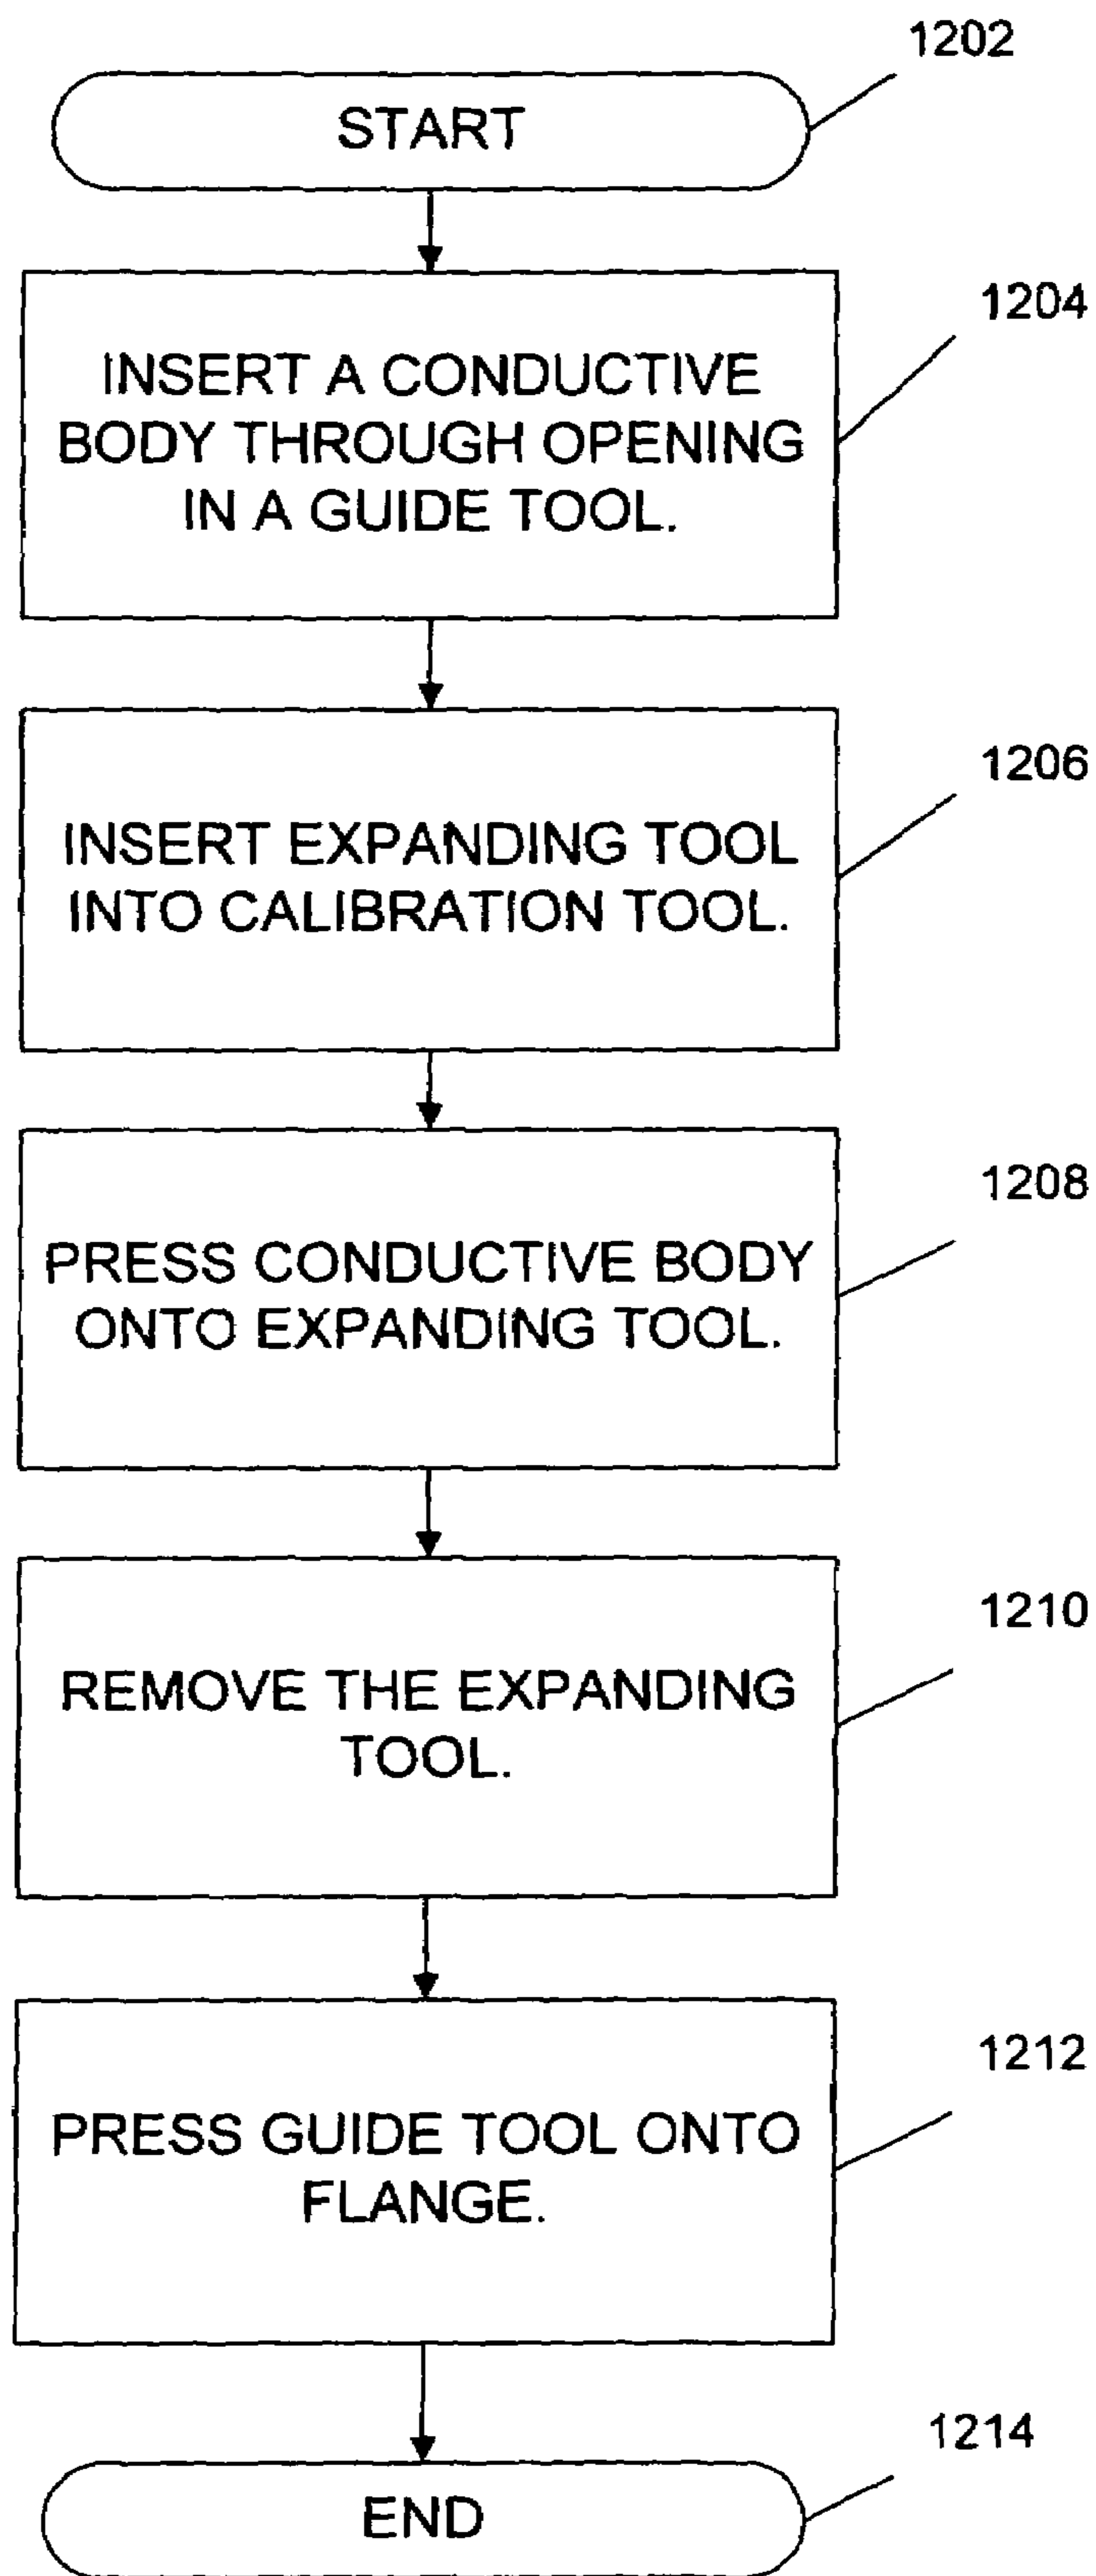 1202
START
1204
INSERT A CONDUCTIVE
BODY THROUGH OPENING
IN A GUIDE TOOL.
1206
INSERT EXPANDING TOOL
INTO CALIBRATION TOOL.
1208
PRESS CONDUCTIVE BODY
ONTO EXPANDING TOOL.
1210
REMOVE THE EXPANDING
TOOL.
1212
PRESS GUIDE TOOL ONTO
FLANGE.
1214
END